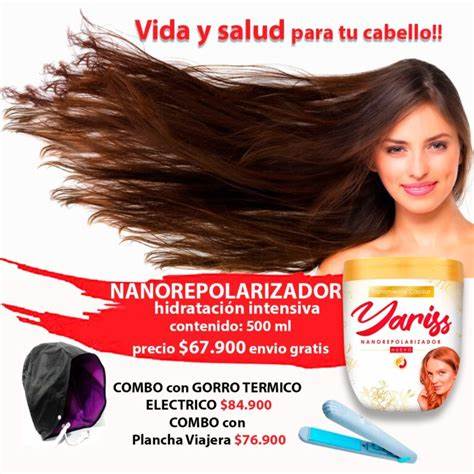 Vida y salud para tu cabello!!
NANOREPOLARIZADOR
hidratación intensiva
contenido: 500 ml
precio $67.900 envio gratis
COMBO con GORRO TERMICO
ELECTRICO $84.900
COMBO con
Plancha Viajera $76.900
Yariss
NANOREPOLARIZADOR